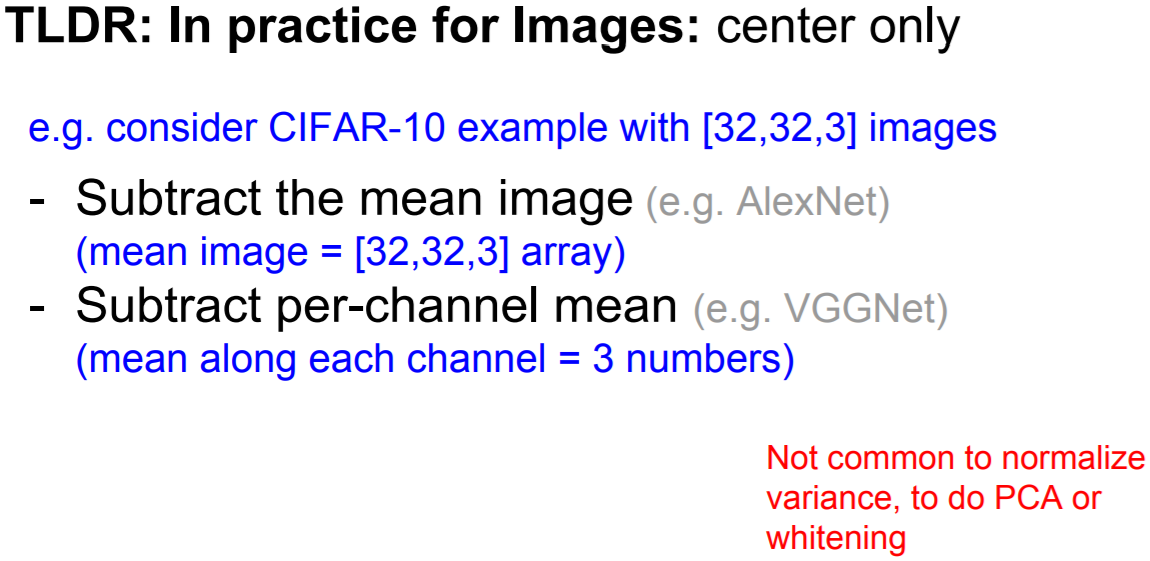 TLDR: In practice for Images: center only
e.g. consider CIFAR-10 example with [32,32,3] images
- Subtract the mean image (e.g. AlexNet)
(mean image = [32,32,3] array)
- Subtract per-channel mean (e.g. VGGNet)
(mean along each channel = 3 numbers)
Not common to normalize
variance, to do PCA or
whitening